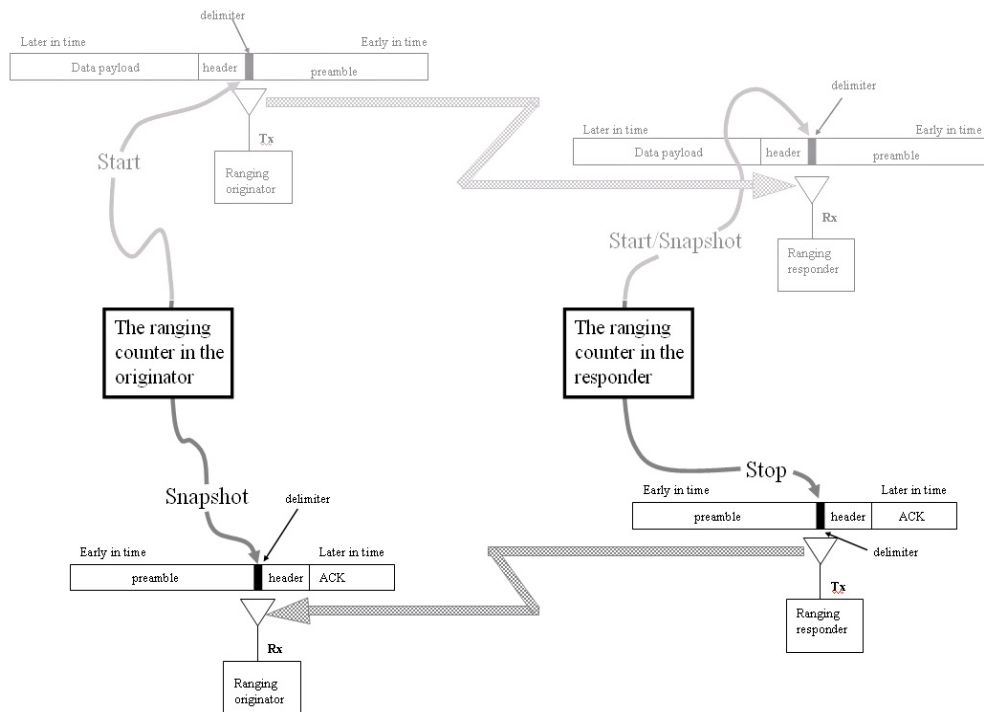 delimiter
Later in time
Early in time
Data payload
header
preamble
delimiter
Later in time
Early in time
Data payload
header
preamble
Tx
Start
Ranging
originator
Rx
Start/Snapshot
Ranging
responder
The ranging
counter in the
originator
The ranging
counter in the
responder
Stop
Snapshot
delimiter
Early in time
Later in time
preamble
header
ACK
delimiter
Early in time
Later in time
preamble
header
ACK
Tx
Ranging
responder
Rx
Ranging
originator